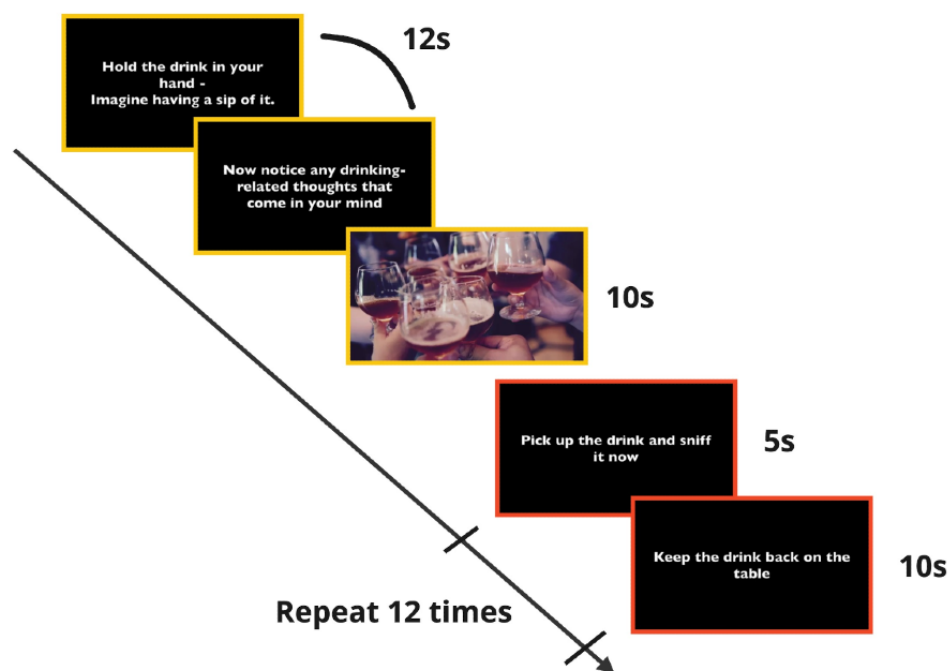 Hold the drink in your
hand -
Imagine having a sip of it.
12s
Now notice any drinking-
related thoughts that
come in your mind
10s
Pick up the drink and sniff
it now
5s
Keep the drink back on the
table
10s
Repeat 12 times